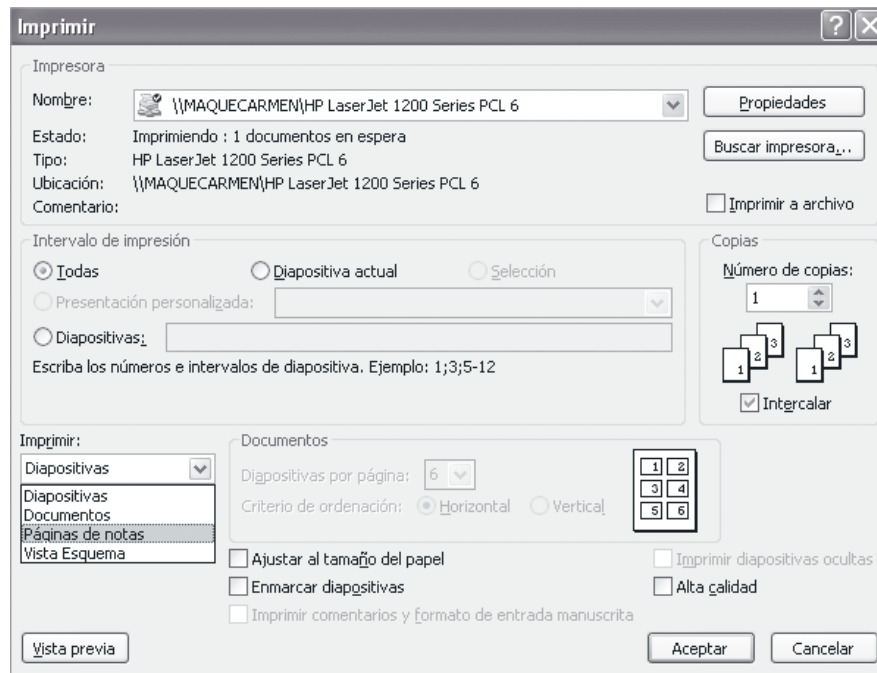 Imprimir
Impresora
Nombre: \\MAQUECARMEN\HP LaserJet 1200 Series PCL 6 Propiedades
Estado: Imprimiendo : 1 documentos en espera Buscar impresora...
Tipo: HP LaserJet 1200 Series PCL 6
Ubicación: \\MAQUECARMEN\HP LaserJet 1200 Series PCL 6
Comentario: Imprimir a archivo
Intervalo de impresión Copias
Todas Diapositiva actual Selección Número de copias:
Presentación personalizada: 1
Diapositivas:
Escriba los números e intervalos de diapositiva. Ejemplo: 1;3;5-12
1 2 3 1 2 3
Intercalar
Imprimir: Documentos
Diapositivas Diapositivas por página: 6 1 2
Diapositivas 3 4
Documentos Criterio de ordenación: Horizontal Vertical 5 6
Páginas de notas
Vista Esquema Ajustar al tamaño del papel Imprimir diapositivas ocultas
Enmarcar diapositivas Alta calidad
Imprimir comentarios y formato de entrada manuscrita
Vista previa Aceptar Cancelar